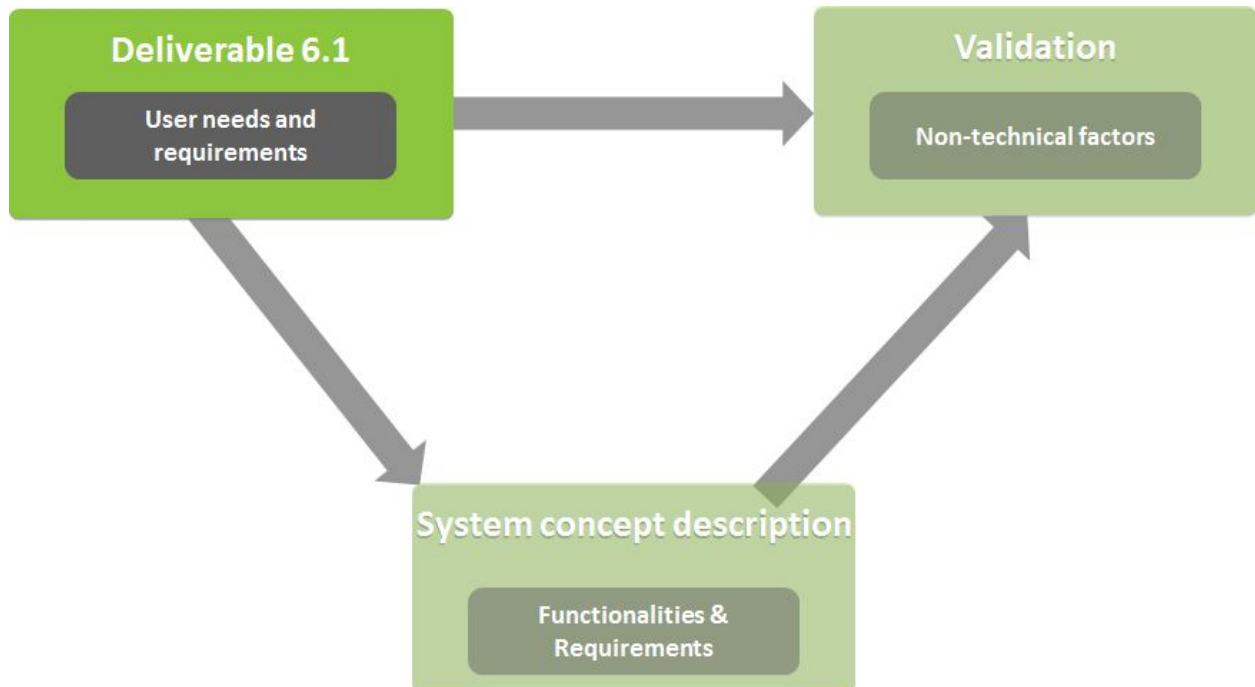 Deliverable 6.1
User needs and
requirements
Validation
Non-technical factors
System concept description
Functionalities &
Requirements